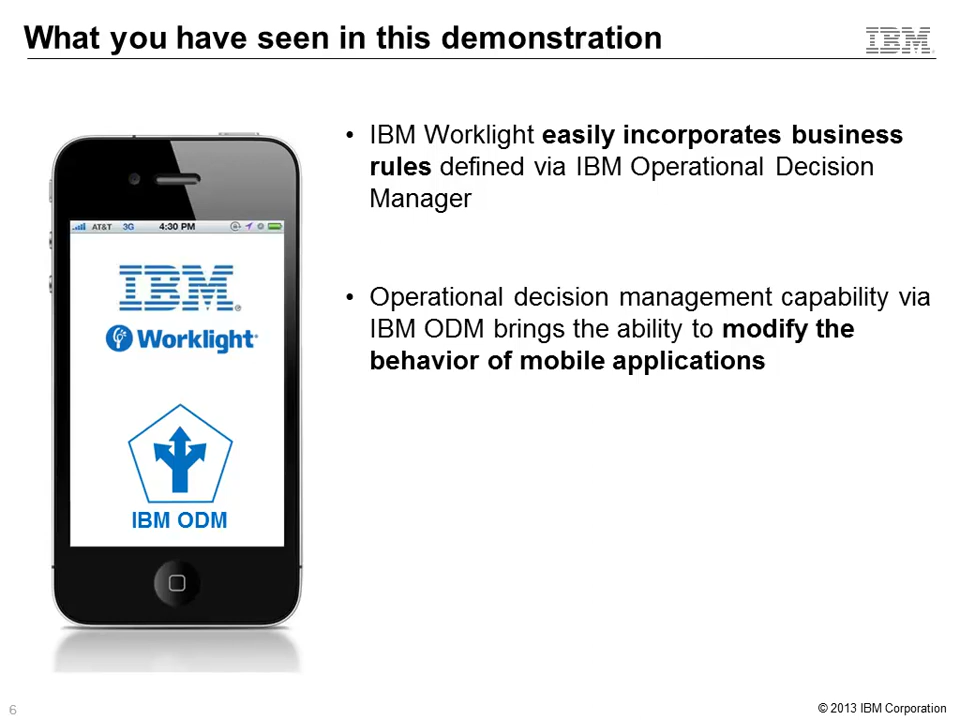 What you have seen in this demonstration
IBM
• IBM Worklight easily incorporates business
rules defined via IBM Operational Decision
Manager
• Operational decision management capability via
IBM ODM brings the ability to modify the
behavior of mobile applications
AT&T 3G 4:30 PM
IBM®
Worklight
IBM ODM
6
© 2013 IBM Corporation